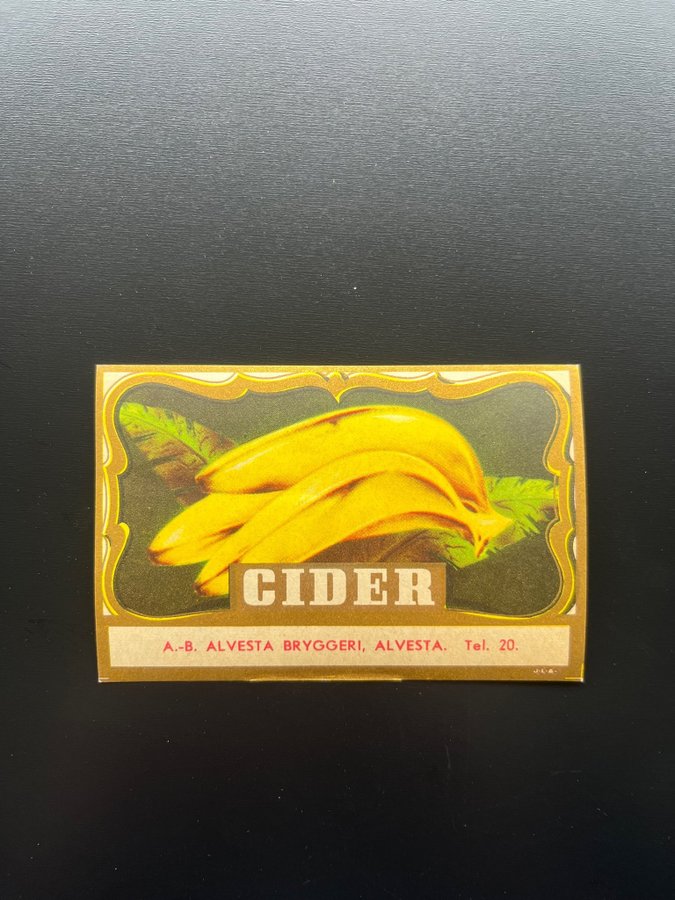 CIDER
A.-B. ALVESTA BRYGGERI, ALVESTA. Tel. 20.
J.L.A.